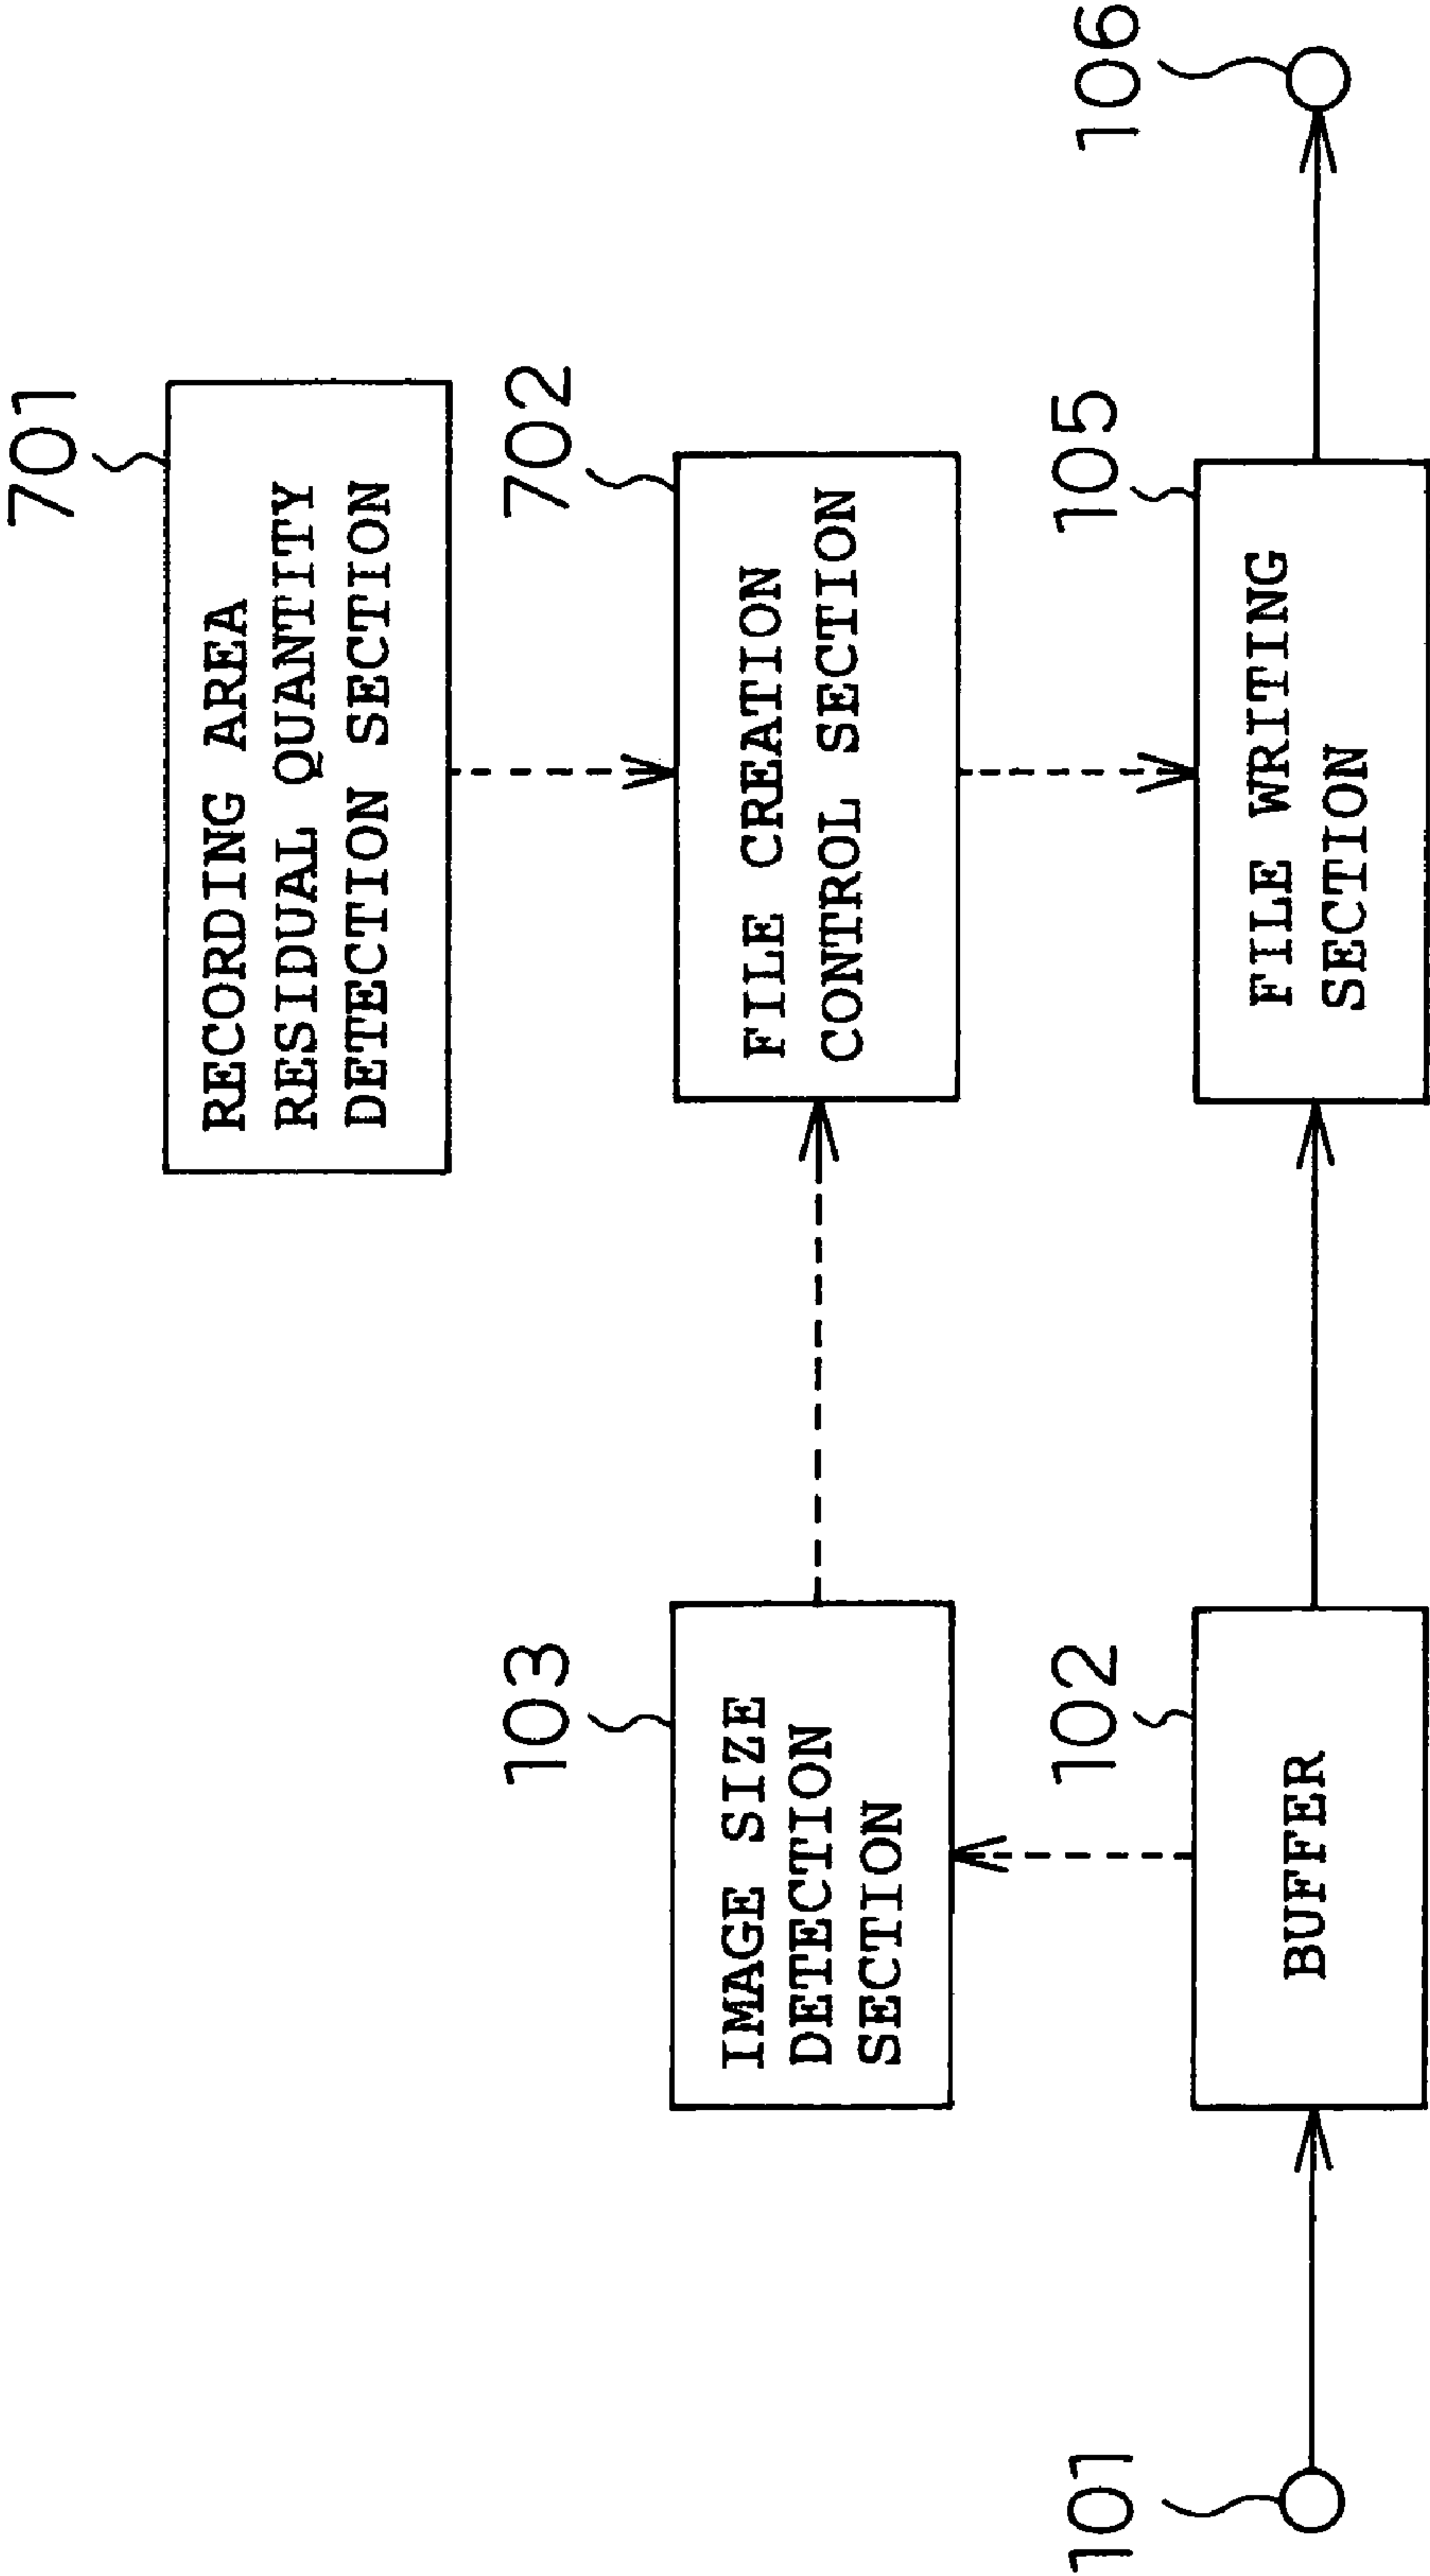 701
RECORDING AREA
RESIDUAL QUANTITY
DETECTION SECTION
103
IMAGE SIZE
DETECTION
SECTION
702
FILE CREATION
CONTROL SECTION
101
102
BUFFER
105
FILE WRITING
SECTION
106